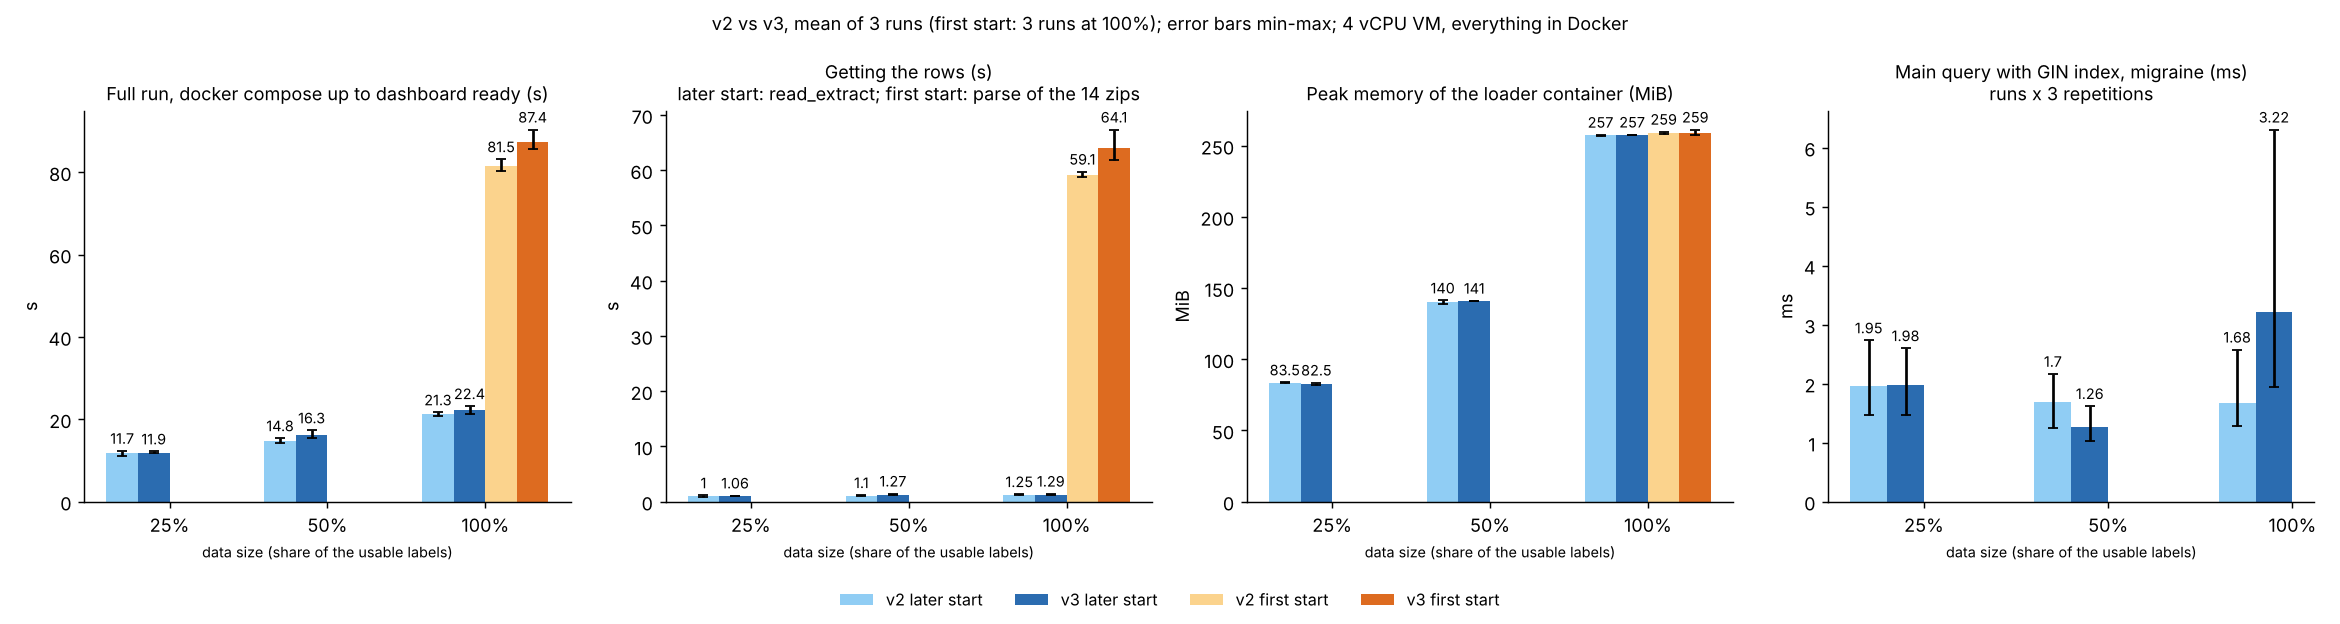 v2 vs v3, mean of 3 runs (first start: 3 runs at 100%); error bars min-max; 4 vCPU VM, everything in Docker
Full run, docker compose up to dashboard ready (s)
87.4
81.5
80
60
s
40
22.4
21.3
20
16.3
14.8
11.7 11.9
0
25% 50% 100%
data size (share of the usable labels)
Getting the rows (s)
later start: read_extract; first start: parse of the 14 zips
70
64.1
60
59.1
50
40
s
30
20
10
1 1.06 1.1 1.27 1.25 1.29
0
25% 50% 100%
data size (share of the usable labels)
Peak memory of the loader container (MiB)
257 257 259 259
250
200
150
140 141
MiB
100
83.5 82.5
50
0
25% 50% 100%
data size (share of the usable labels)
Main query with GIN index, migraine (ms)
runs x 3 repetitions
3.22
6
5
4
ms
3
1.95 1.98
1.7
1.26
1.68
2
1
0
25% 50% 100%
data size (share of the usable labels)
v2 later start v3 later start v2 first start v3 first start